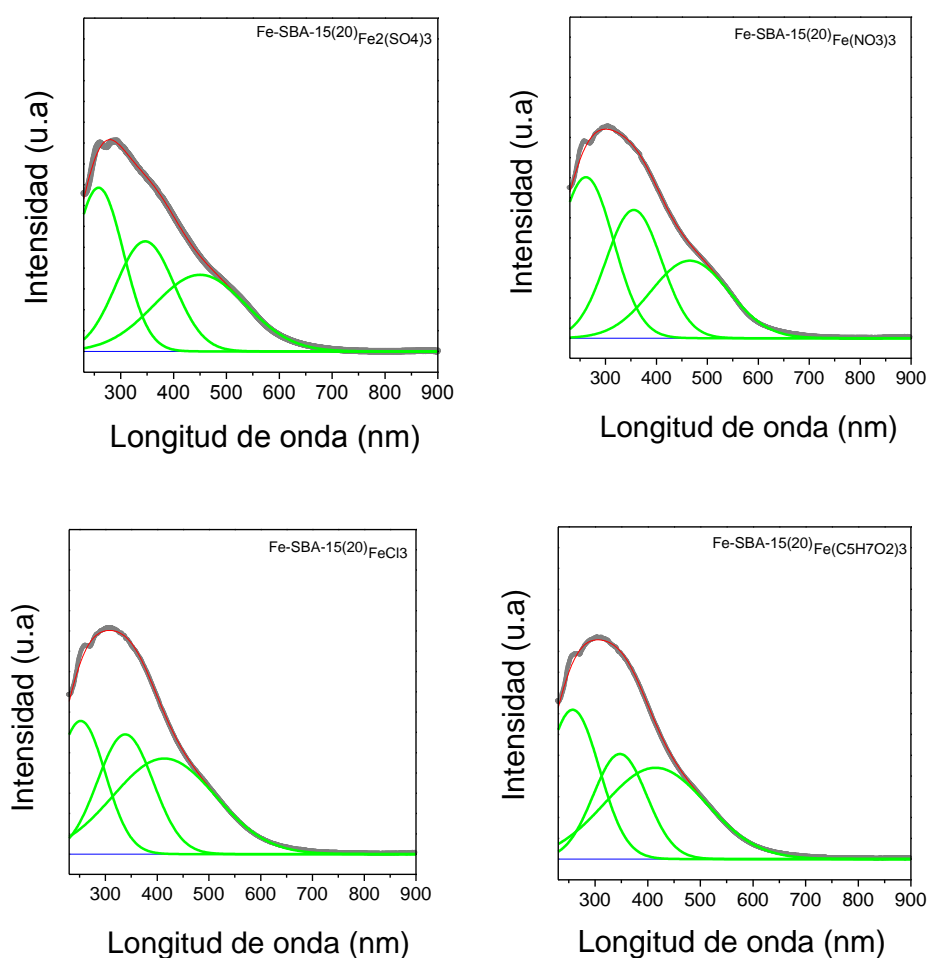 Fe-SBA-15(20)Fe2(SO4)3
Intensidad (u.a)
300 400 500 600 700 800 900
Longitud de onda (nm)
Fe-SBA-15(20)Fe(NO3)3
Intensidad (u.a)
300 400 500 600 700 800 900
Longitud de onda (nm)
Fe-SBA-15(20)FeCl3
Intensidad (u.a)
300 400 500 600 700 800 900
Longitud de onda (nm)
Fe-SBA-15(20)Fe(C5H7O2)3
Intensidad (u.a)
300 400 500 600 700 800 900
Longitud de onda (nm)